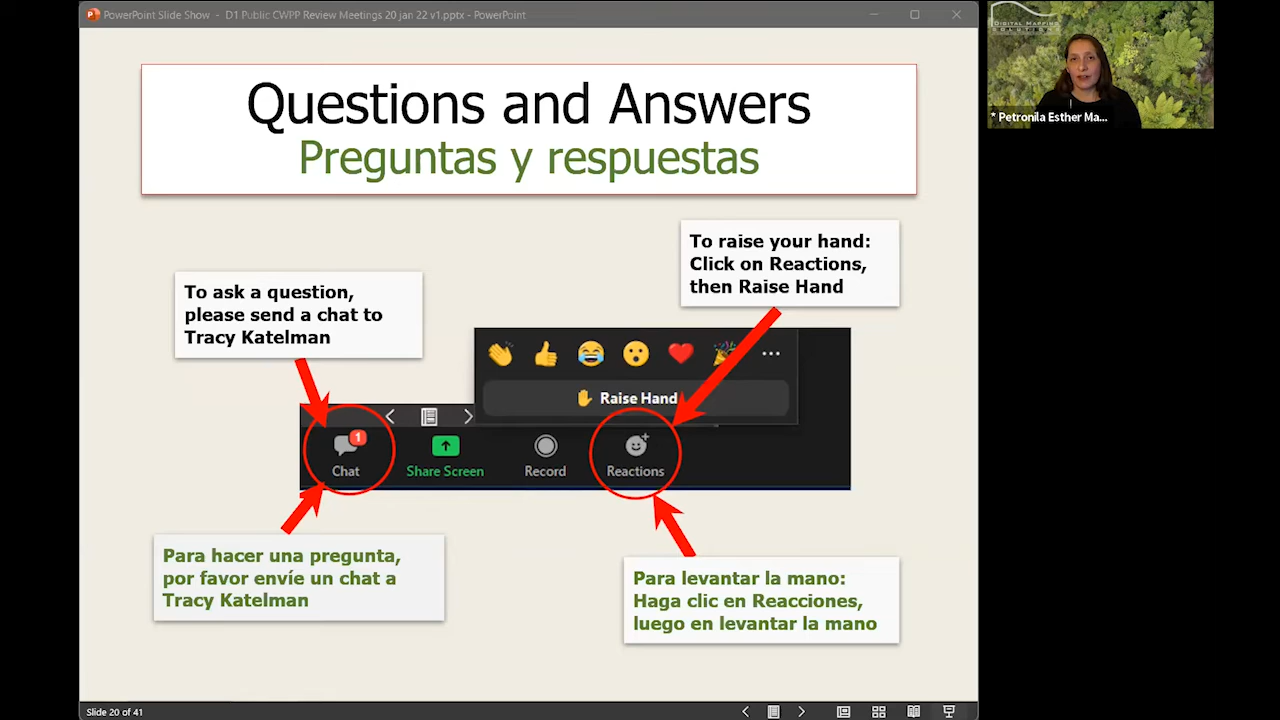 PowerPoint Slide Show - D1 Public CWPP Review Meetings 20 jan 22 v1.pptx - PowerPoint
Questions and Answers
Preguntas y respuestas
To raise your hand:
Click on Reactions,
then Raise Hand
To ask a question,
please send a chat to
Tracy Katelman
Raise Hand
1
Chat
Share Screen
Record
Reactions
Para hacer una pregunta,
por favor envíe un chat a
Tracy Katelman
Para levantar la mano:
Haga clic en Reacciones,
luego en levantar la mano
Slide 20 of 41
DIGITAL MAPPING
SOLUTIONS
* Petronila Esther Ma...